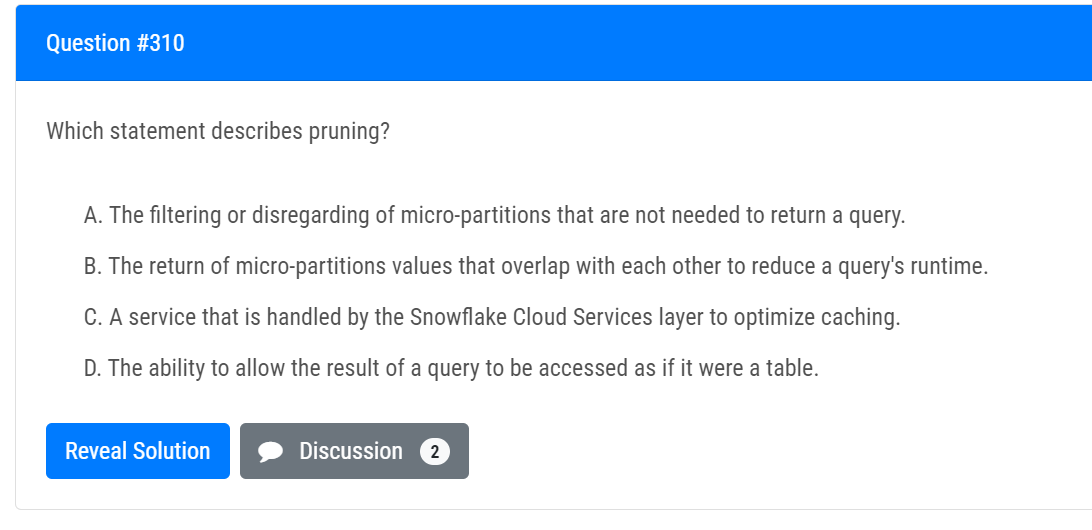 Question #310
Which statement describes pruning?
A. The filtering or disregarding of micro-partitions that are not needed to return a query.
B. The return of micro-partitions values that overlap with each other to reduce a query's runtime.
C. A service that is handled by the Snowflake Cloud Services layer to optimize caching.
D. The ability to allow the result of a query to be accessed as if it were a table.
Reveal Solution Discussion 2